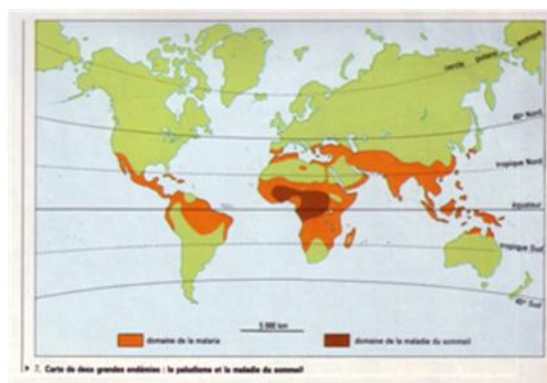 cercle polaire arctique
40° Nord
tropique Nord
équateur
tropique Sud
40° Sud
5 000 km
domaine de la malaria
domaine de la maladie du sommeil
7. Carte de deux grandes endémies : le paludisme et la maladie du sommeil